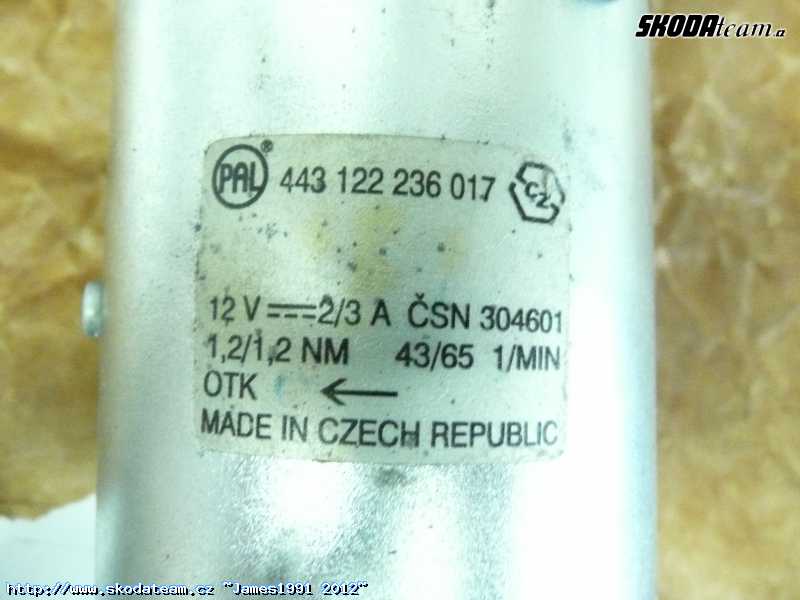 SKODAteam.cz
PAL® 443 122 236 017 CZ
12 V 2/3 A ČSN 304601
1,2/1,2 NM 43/65 1/MIN
OTK ←
MADE IN CZECH REPUBLIC
http://www.skodateam.cz "James1991 2012"